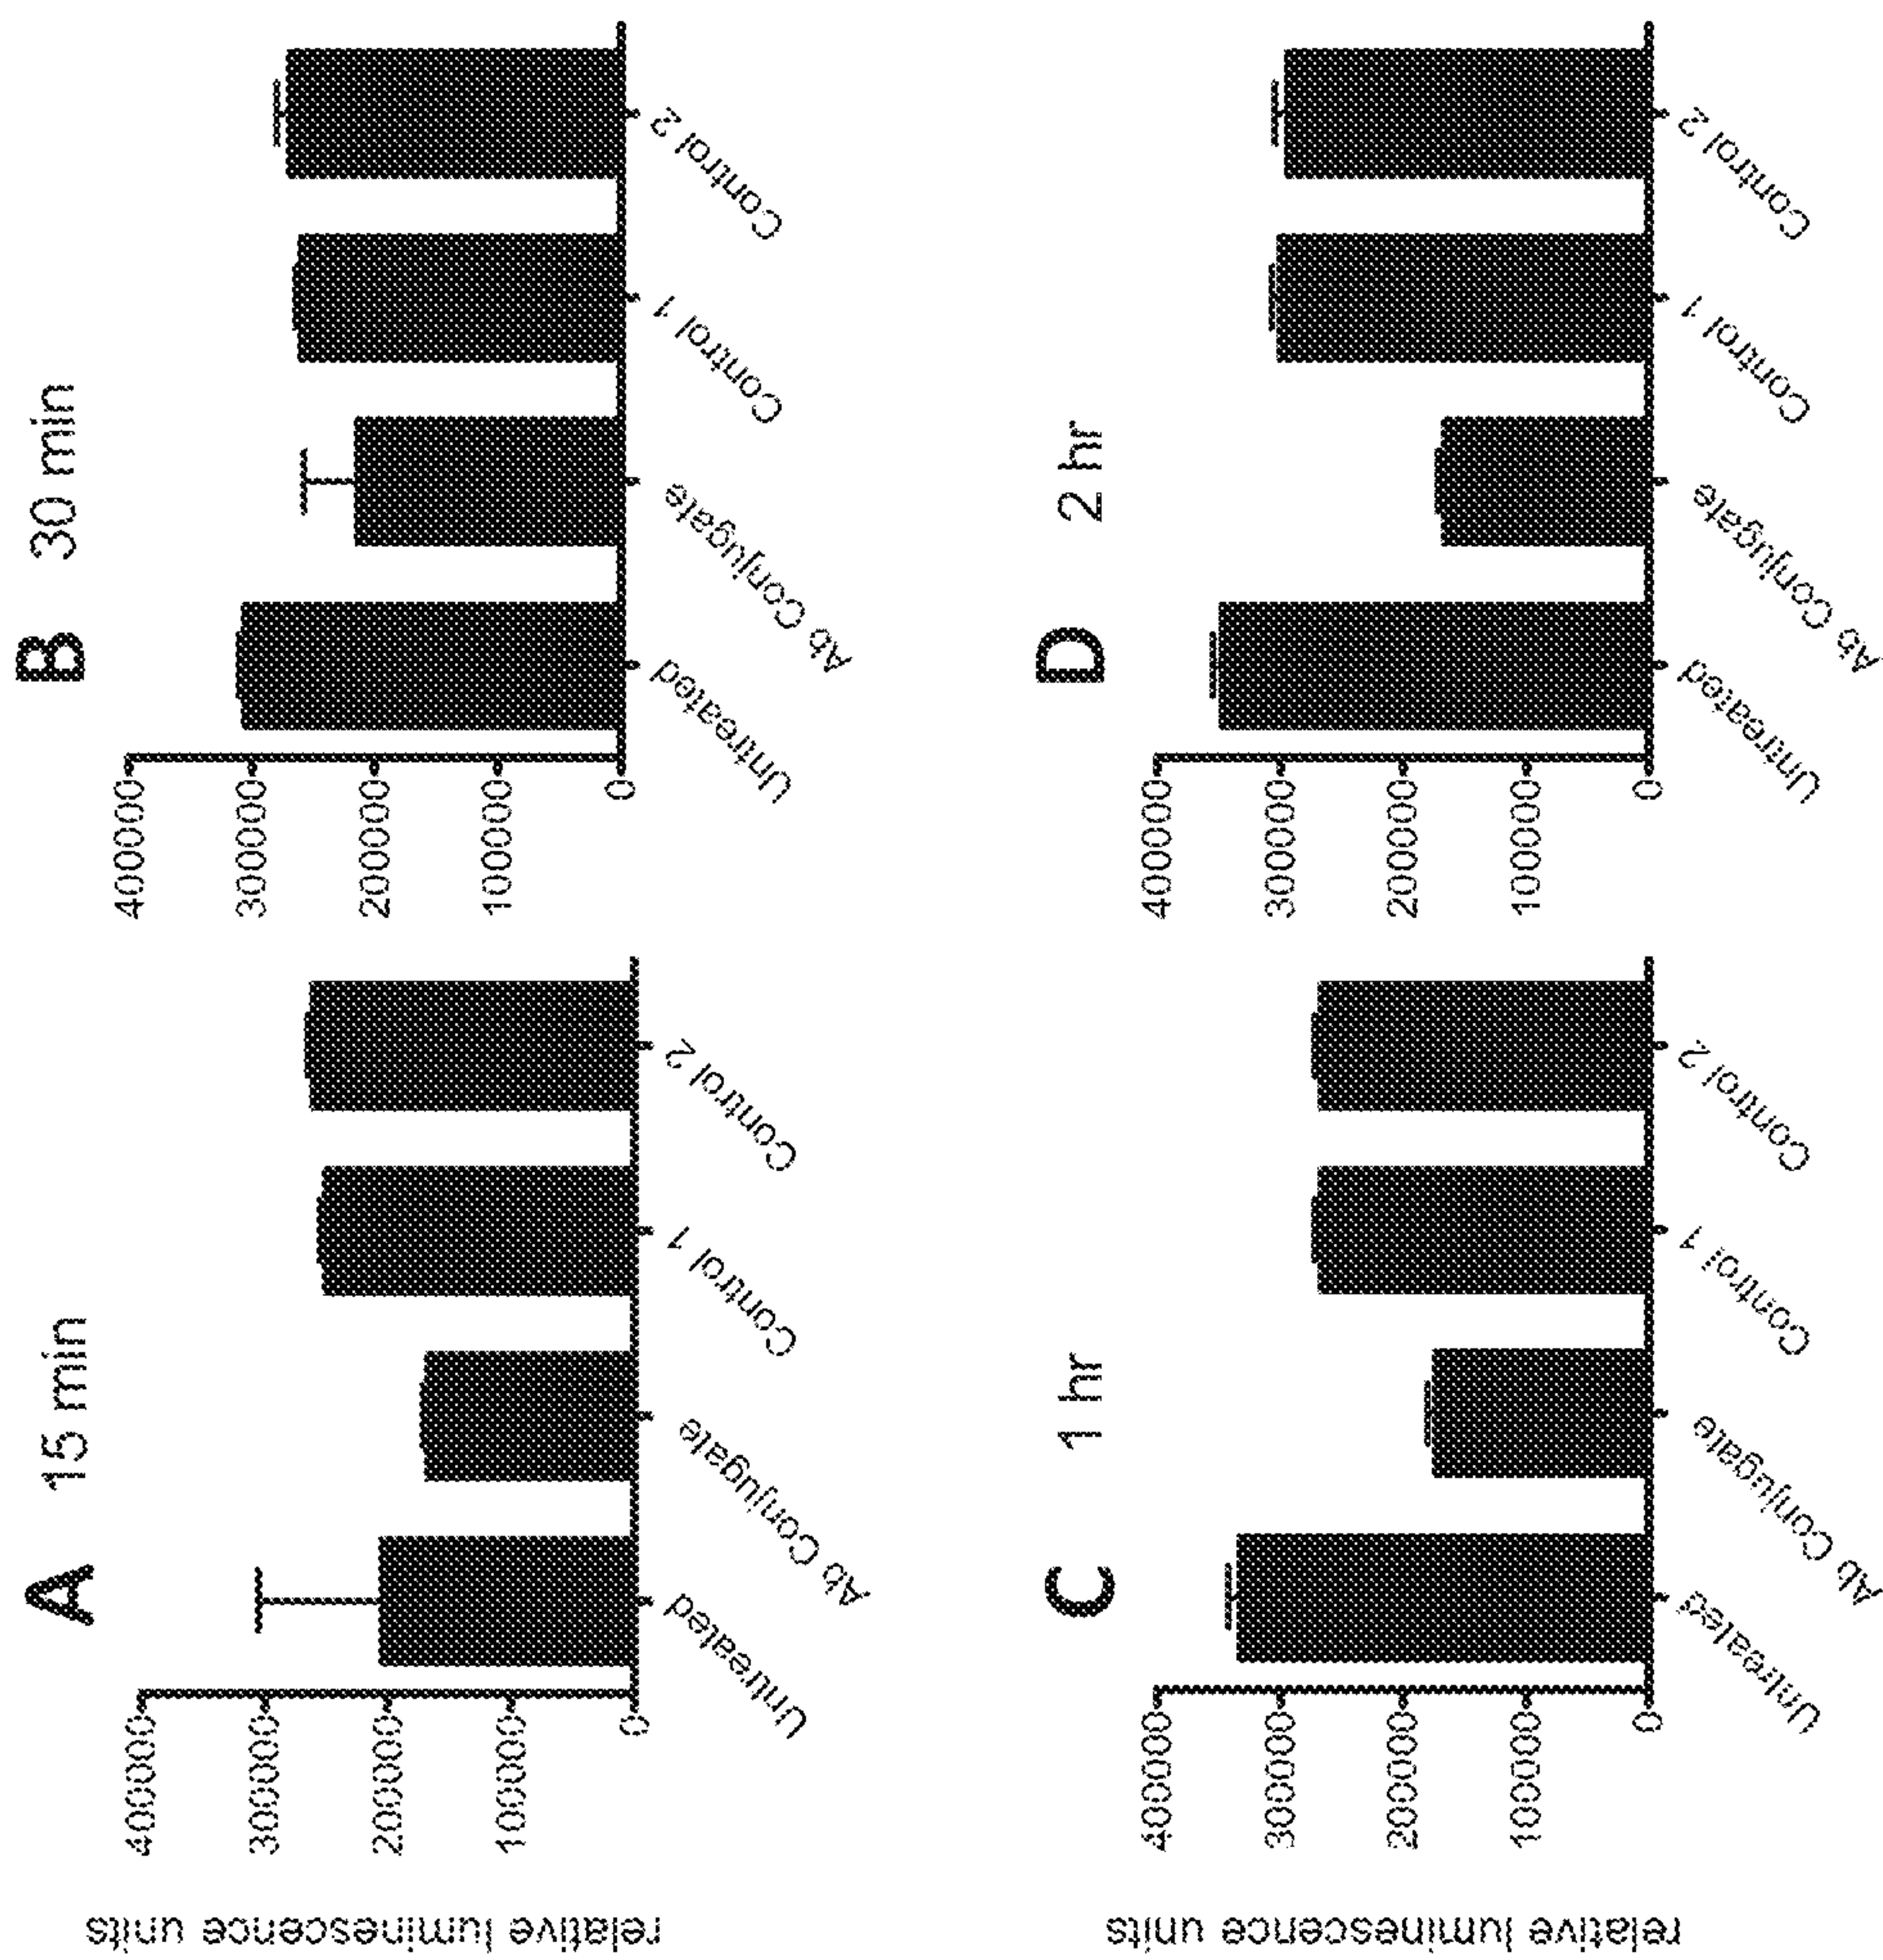 A 15 min
relative luminescence units
400000
300000
200000
100000
0
Untreated
Ab Conjugate
Control 1
Control 2
B 30 min
400000
300000
200000
100000
0
Untreated
Ab Conjugate
Control 1
Control 2
C 1 hr
relative luminescence units
400000
300000
200000
100000
0
Untreated
Ab Conjugate
Control 1
Control 2
D 2 hr
400000
300000
200000
100000
0
Untreated
Ab Conjugate
Control 1
Control 2